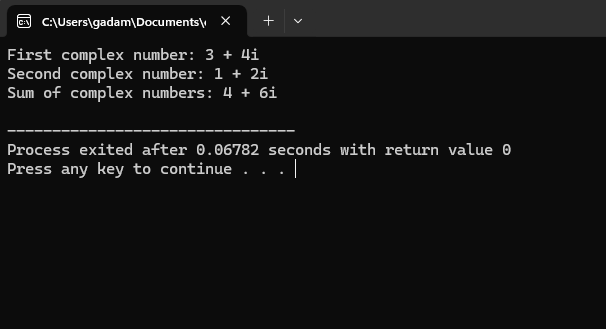 C:\Users\gadam\Documents\
First complex number: 3 + 4i
Second complex number: 1 + 2i
Sum of complex numbers: 4 + 6i
--------------------------------
Process exited after 0.06782 seconds with return value 0
Press any key to continue . . .